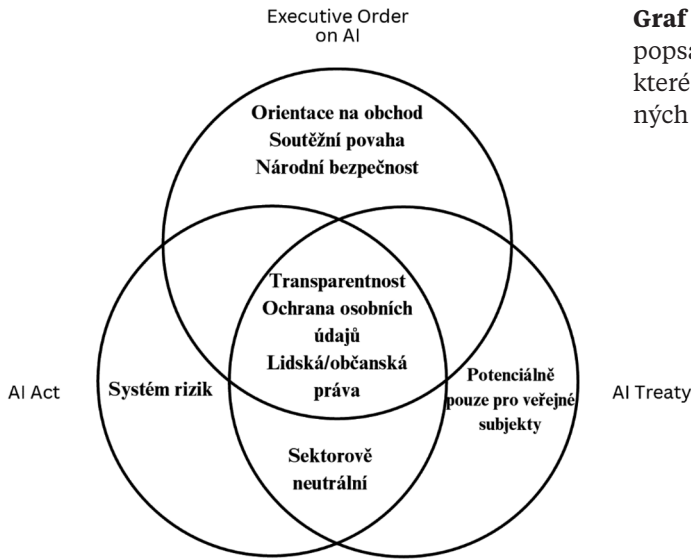 Executive Order
on AI
Graf
popsa
které
ných
Orientace na obchod
Soutěžní povaha
Národní bezpečnost
Transparentnost
Ochrana osobních
údajů
Lidská/občanská
práva
AI Act
Systém rizik
Potenciálně
pouze pro veřejné
subjekty
AI Treaty
Sektorově
neutrální